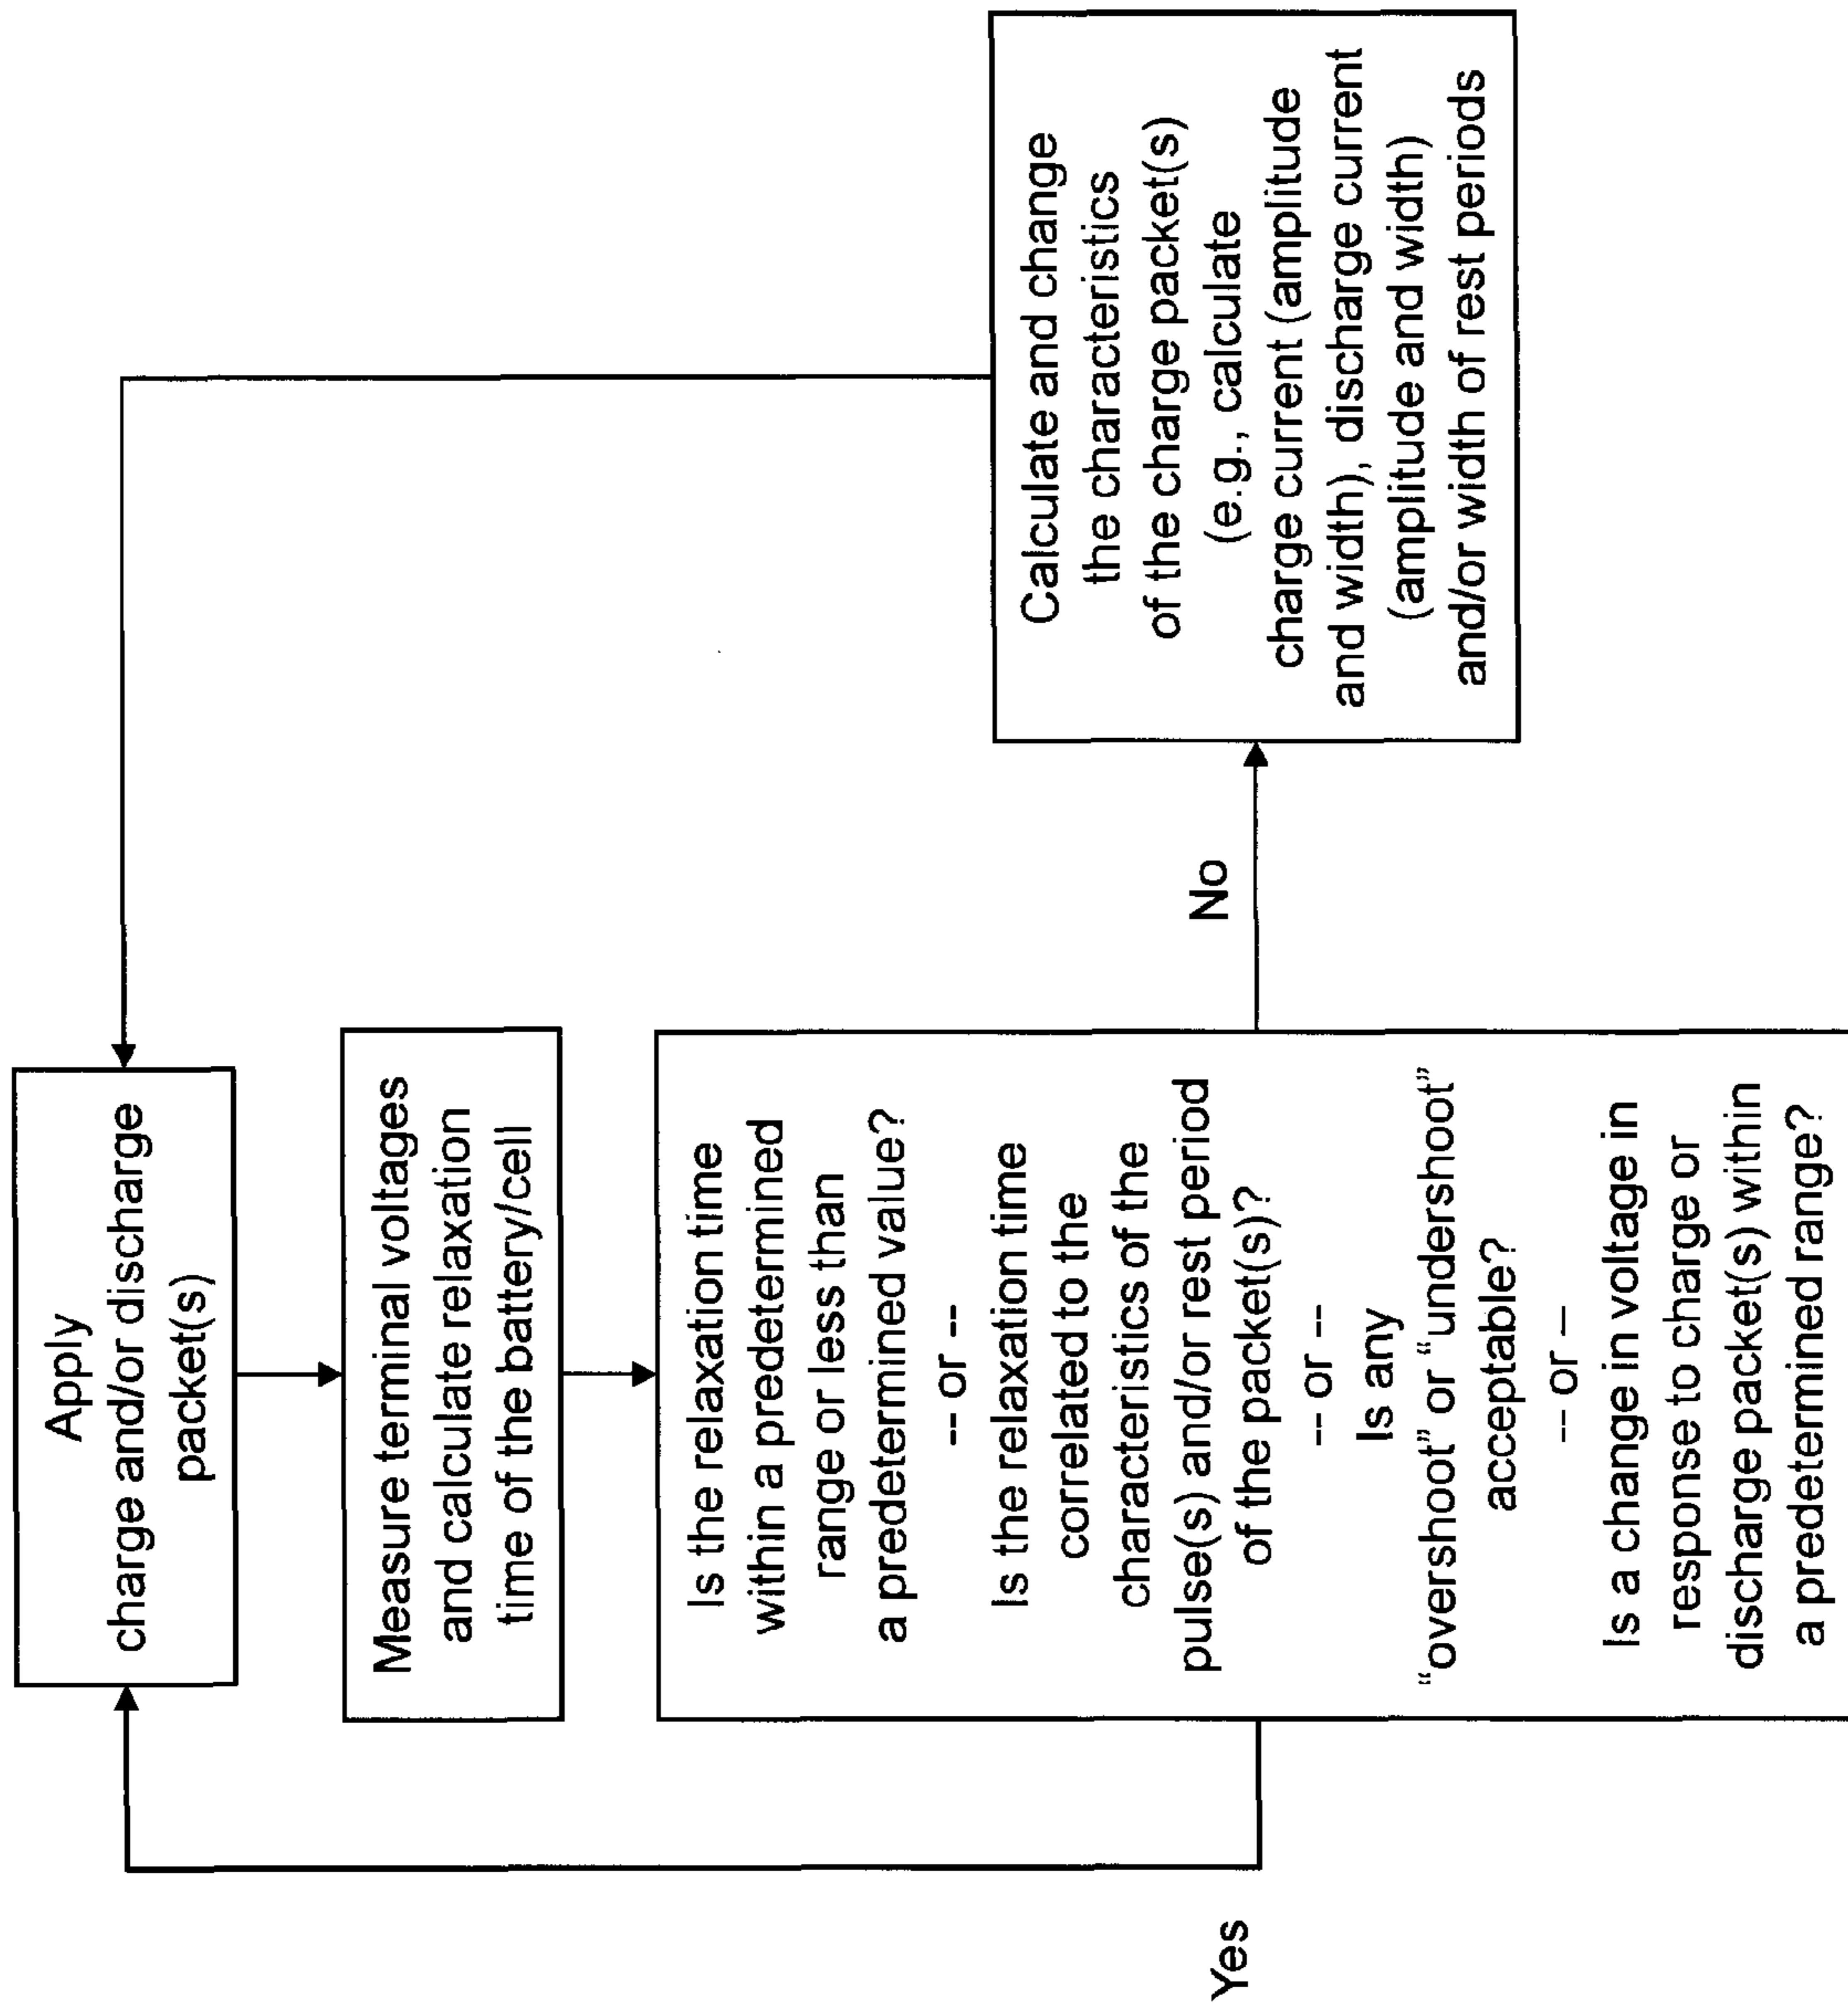 Apply
charge and/or discharge
packet(s)
Measure terminal voltages
and calculate relaxation
time of the battery/cell
Is the relaxation time
within a predetermined
range or less than
a predetermined value?
-- or --
Is the relaxation time
correlated to the
characteristics of the
pulse(s) and/or rest period
of the packet(s)?
-- or --
Is any
“overshoot” or “undershoot”
acceptable?
-- or --
Is a change in voltage in
response to charge or
discharge packet(s) within
a predetermined range?
Yes
No
Calculate and change
the characteristics
of the charge packet(s)
(e.g., calculate
charge current (amplitude
and width), discharge current
(amplitude and width)
and/or width of rest periods